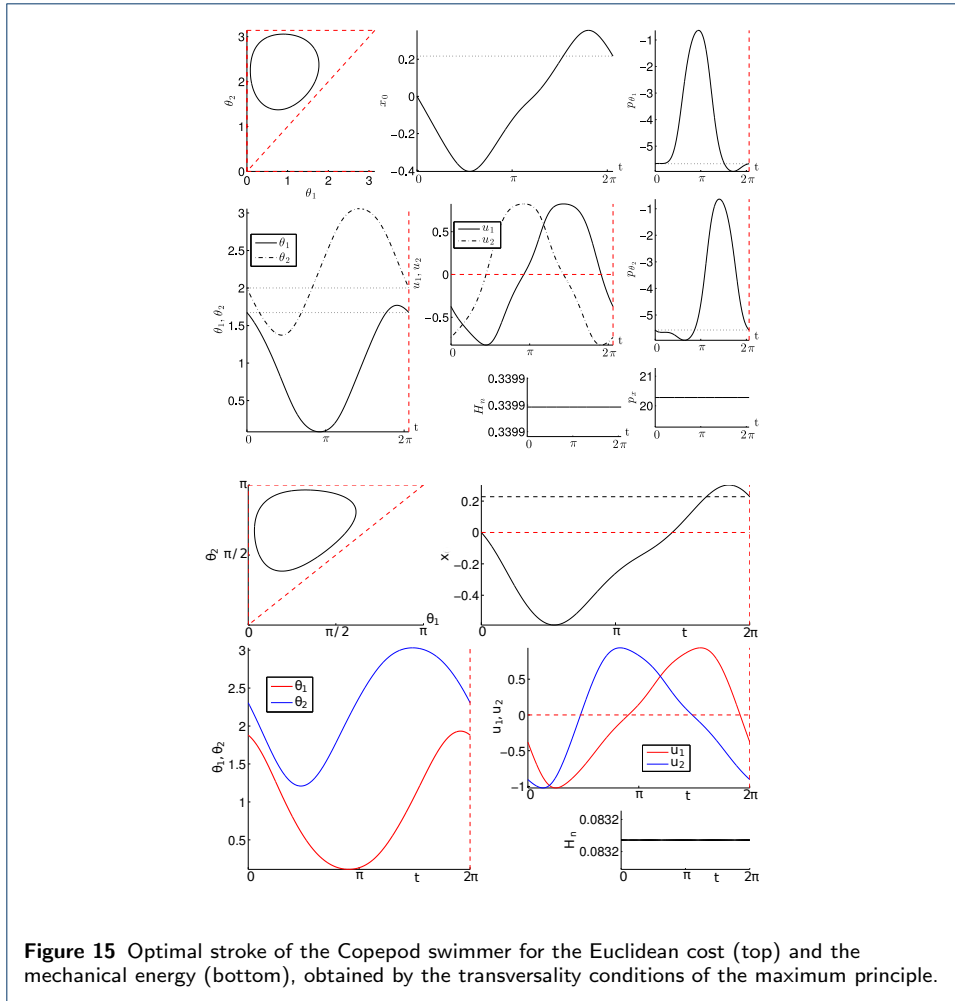 3
2
1
0
θ₂
0 1 2 3
θ₁
0.2
0
−0.2
−0.4
x₀
0 π 2π
t
−1
−2
−3
−4
−5
p_θ₁
0 π 2π
t
3
2.5
2
1.5
1
0.5
θ₁, θ₂
θ₁
θ₂
0 π 2π
t
0.5
0
−0.5
u₁, u₂
u₁
u₂
0 π 2π
t
−1
−2
−3
−4
−5
p_θ₂
0 π 2π
t
0.3399
0.3399
0.3399
H_n
0 π 2π
t
21
20
p_x
0 π 2π
t
π
π/2
θ₂
0 π/2 π
θ₁
0.2
0
−0.2
−0.4
x
0 π t 2π
3
2.5
2
1.5
1
0.5
θ₁,θ₂
θ₁
θ₂
0 π t 2π
0.5
0
−0.5
−1
u₁,u₂
u₁
u₂
0 π t 2π
0.0832
0.0832
H_n
0 π t 2π
Figure 15 Optimal stroke of the Copepod swimmer for the Euclidean cost (top) and the
mechanical energy (bottom), obtained by the transversality conditions of the maximum principle.